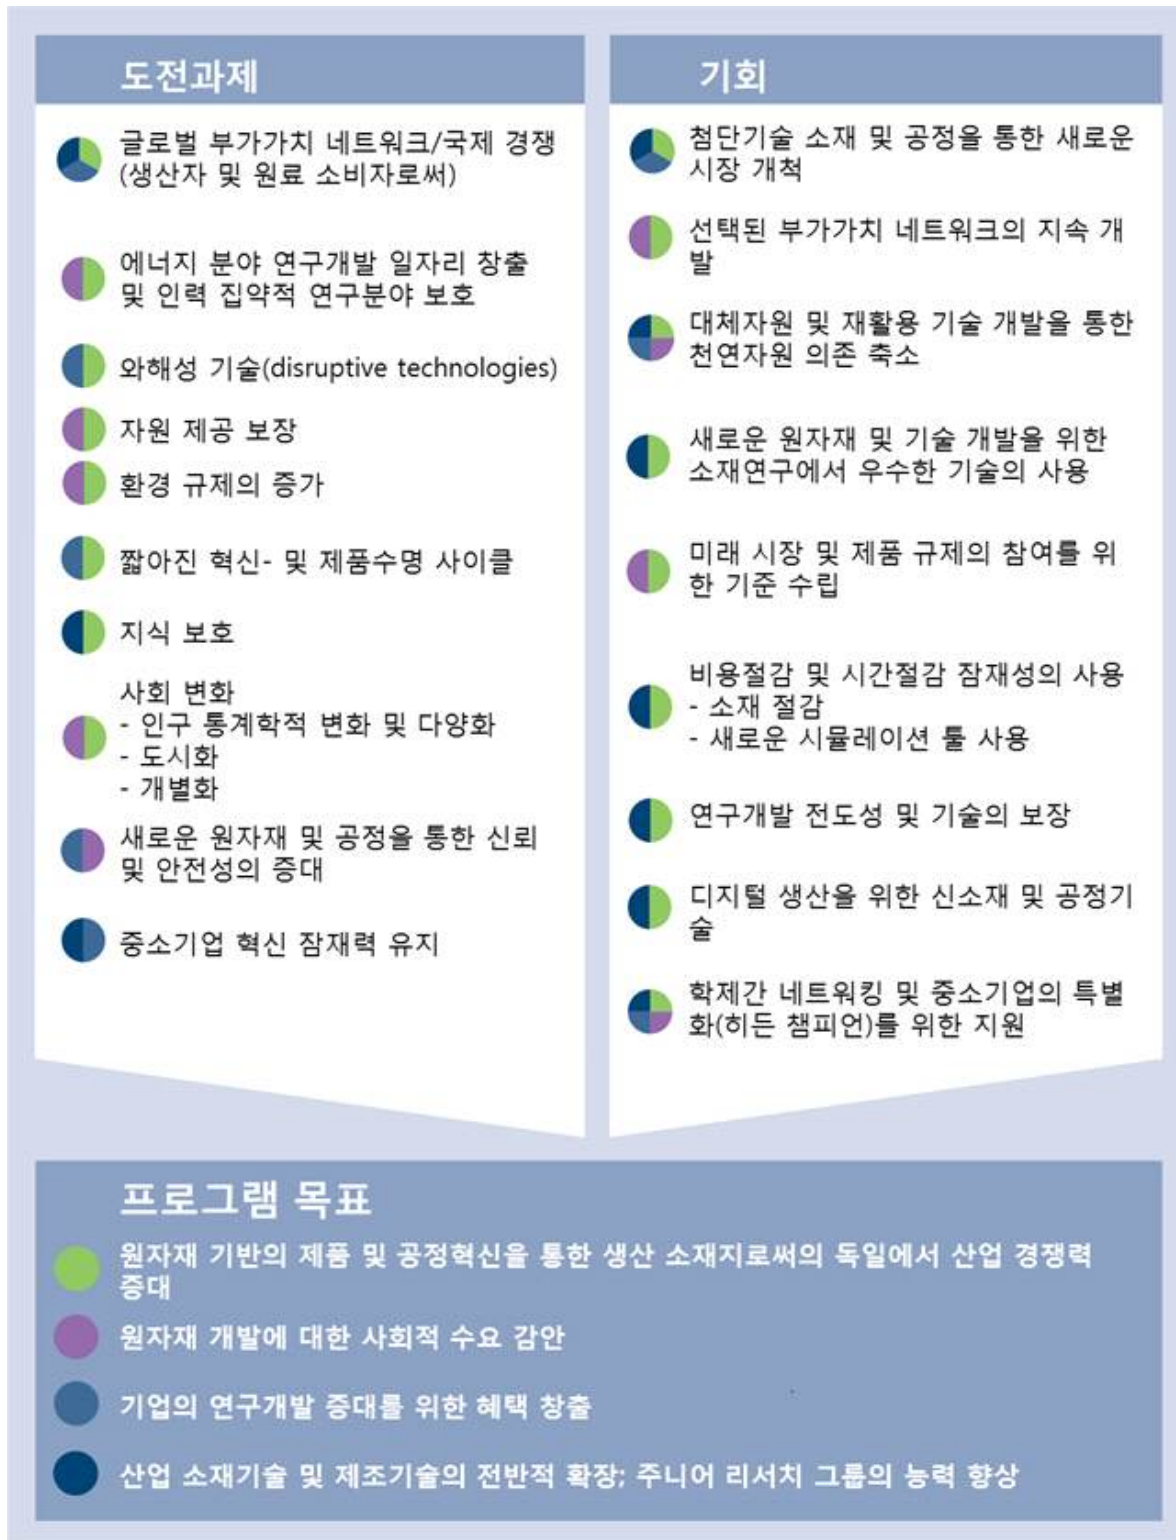 도전과제
글로벌 부가가치 네트워크/국제 경쟁
(생산자 및 원료 소비자로써)
에너지 분야 연구개발 일자리 창출
및 인력 집약적 연구분야 보호
와해성 기술(disruptive technologies)
자원 제공 보장
환경 규제의 증가
짧아진 혁신- 및 제품수명 사이클
지식 보호
사회 변화
- 인구 통계학적 변화 및 다양화
- 도시화
- 개별화
새로운 원자재 및 공정을 통한 신뢰
및 안전성의 증대
중소기업 혁신 잠재력 유지
기회
첨단기술 소재 및 공정을 통한 새로운
시장 개척
선택된 부가가치 네트워크의 지속 개
발
대체자원 및 재활용 기술 개발을 통한
천연자원 의존 축소
새로운 원자재 및 기술 개발을 위한
소재연구에서 우수한 기술의 사용
미래 시장 및 제품 규제의 참여를 위
한 기준 수립
비용절감 및 시간절감 잠재성의 사용
- 소재 절감
- 새로운 시뮬레이션 툴 사용
연구개발 전도성 및 기술의 보장
디지털 생산을 위한 신소재 및 공정기
술
학제간 네트워킹 및 중소기업의 특별
화(히든 챔피언)를 위한 지원
프로그램 목표
원자재 기반의 제품 및 공정혁신을 통한 생산 소재지로써의 독일에서 산업 경쟁력
증대
원자재 개발에 대한 사회적 수요 감안
기업의 연구개발 증대를 위한 혜택 창출
산업 소재기술 및 제조기술의 전반적 확장; 주니어 리서치 그룹의 능력 향상